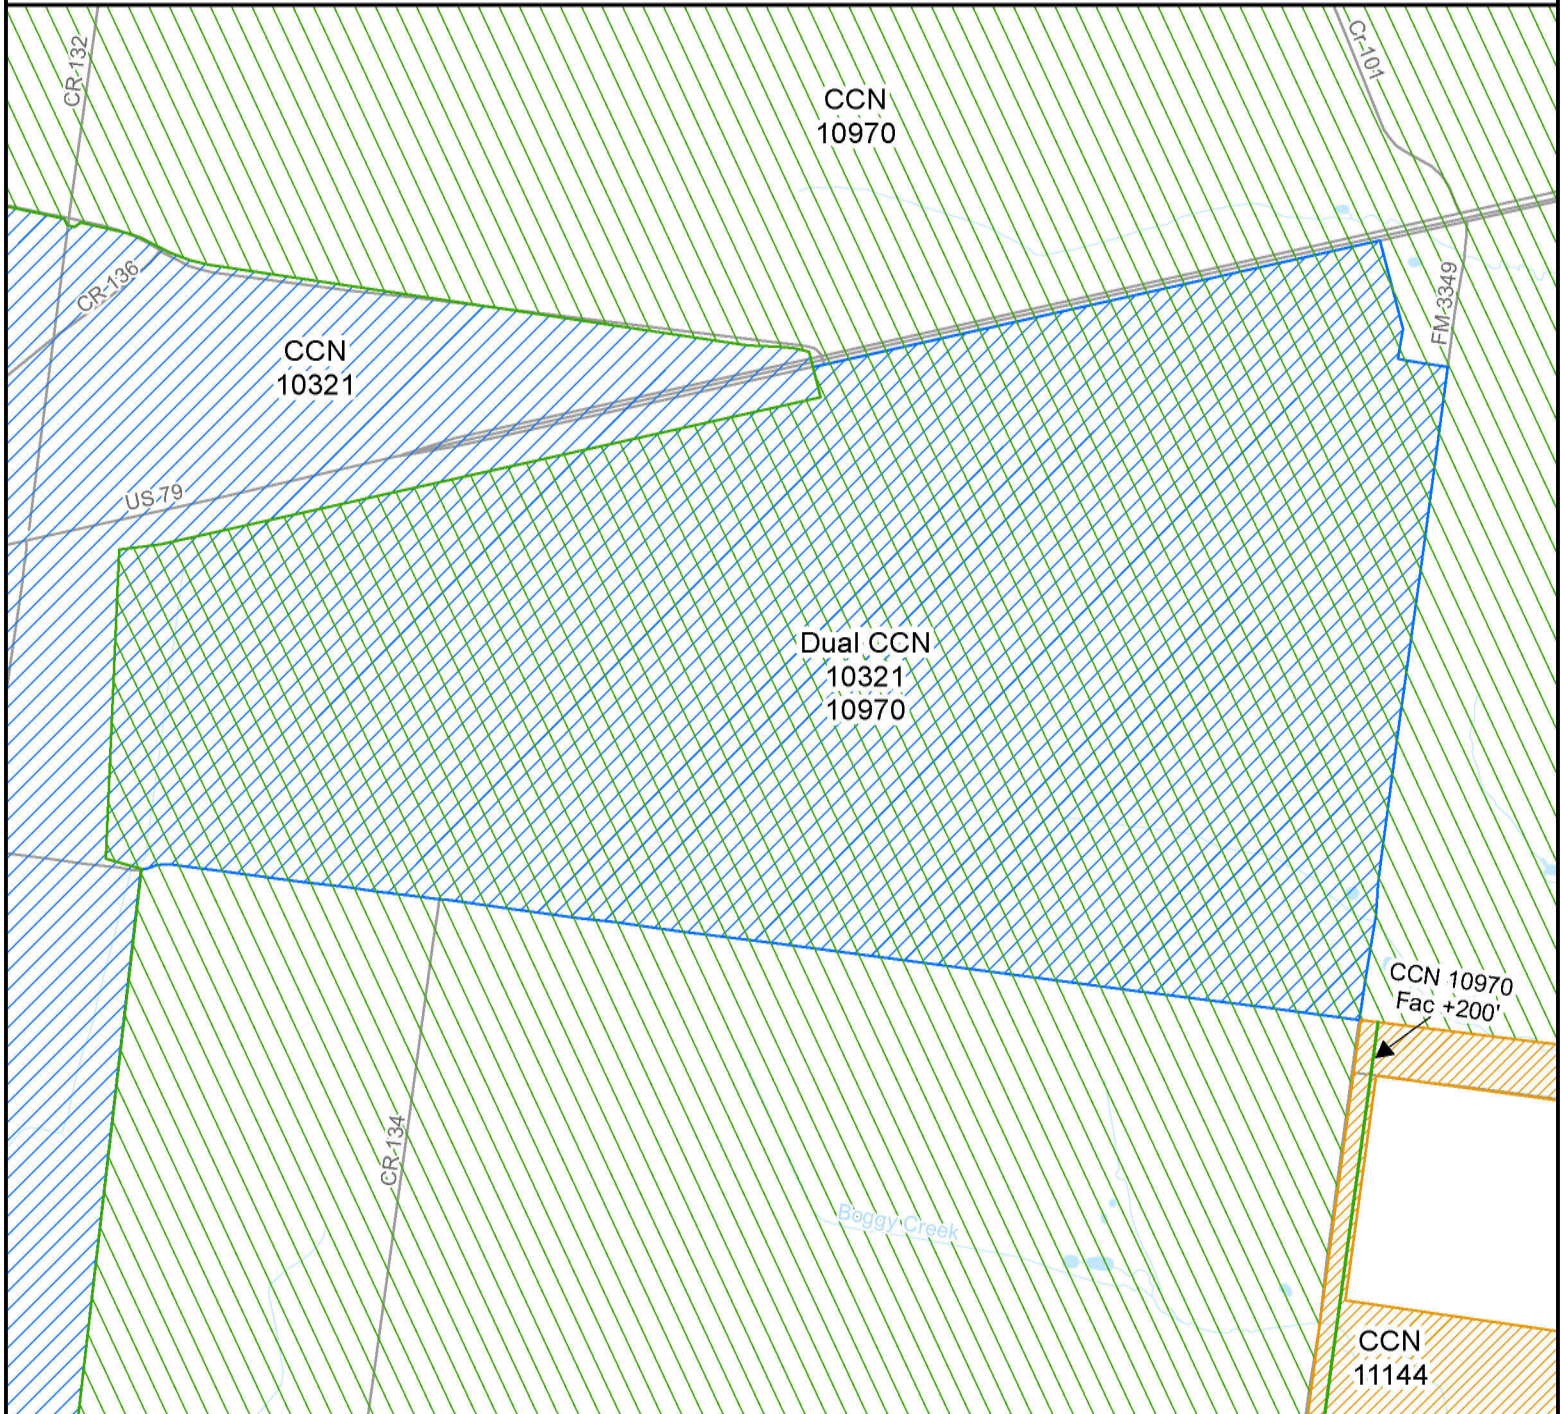 CR-132
Cr-101
CCN
10970
CR-136
FM-3349
CCN
10321
US-79
Dual CCN
10321
10970
CCN 10970
Fac +200'
CR-134
Boggy Creek
CCN
11144